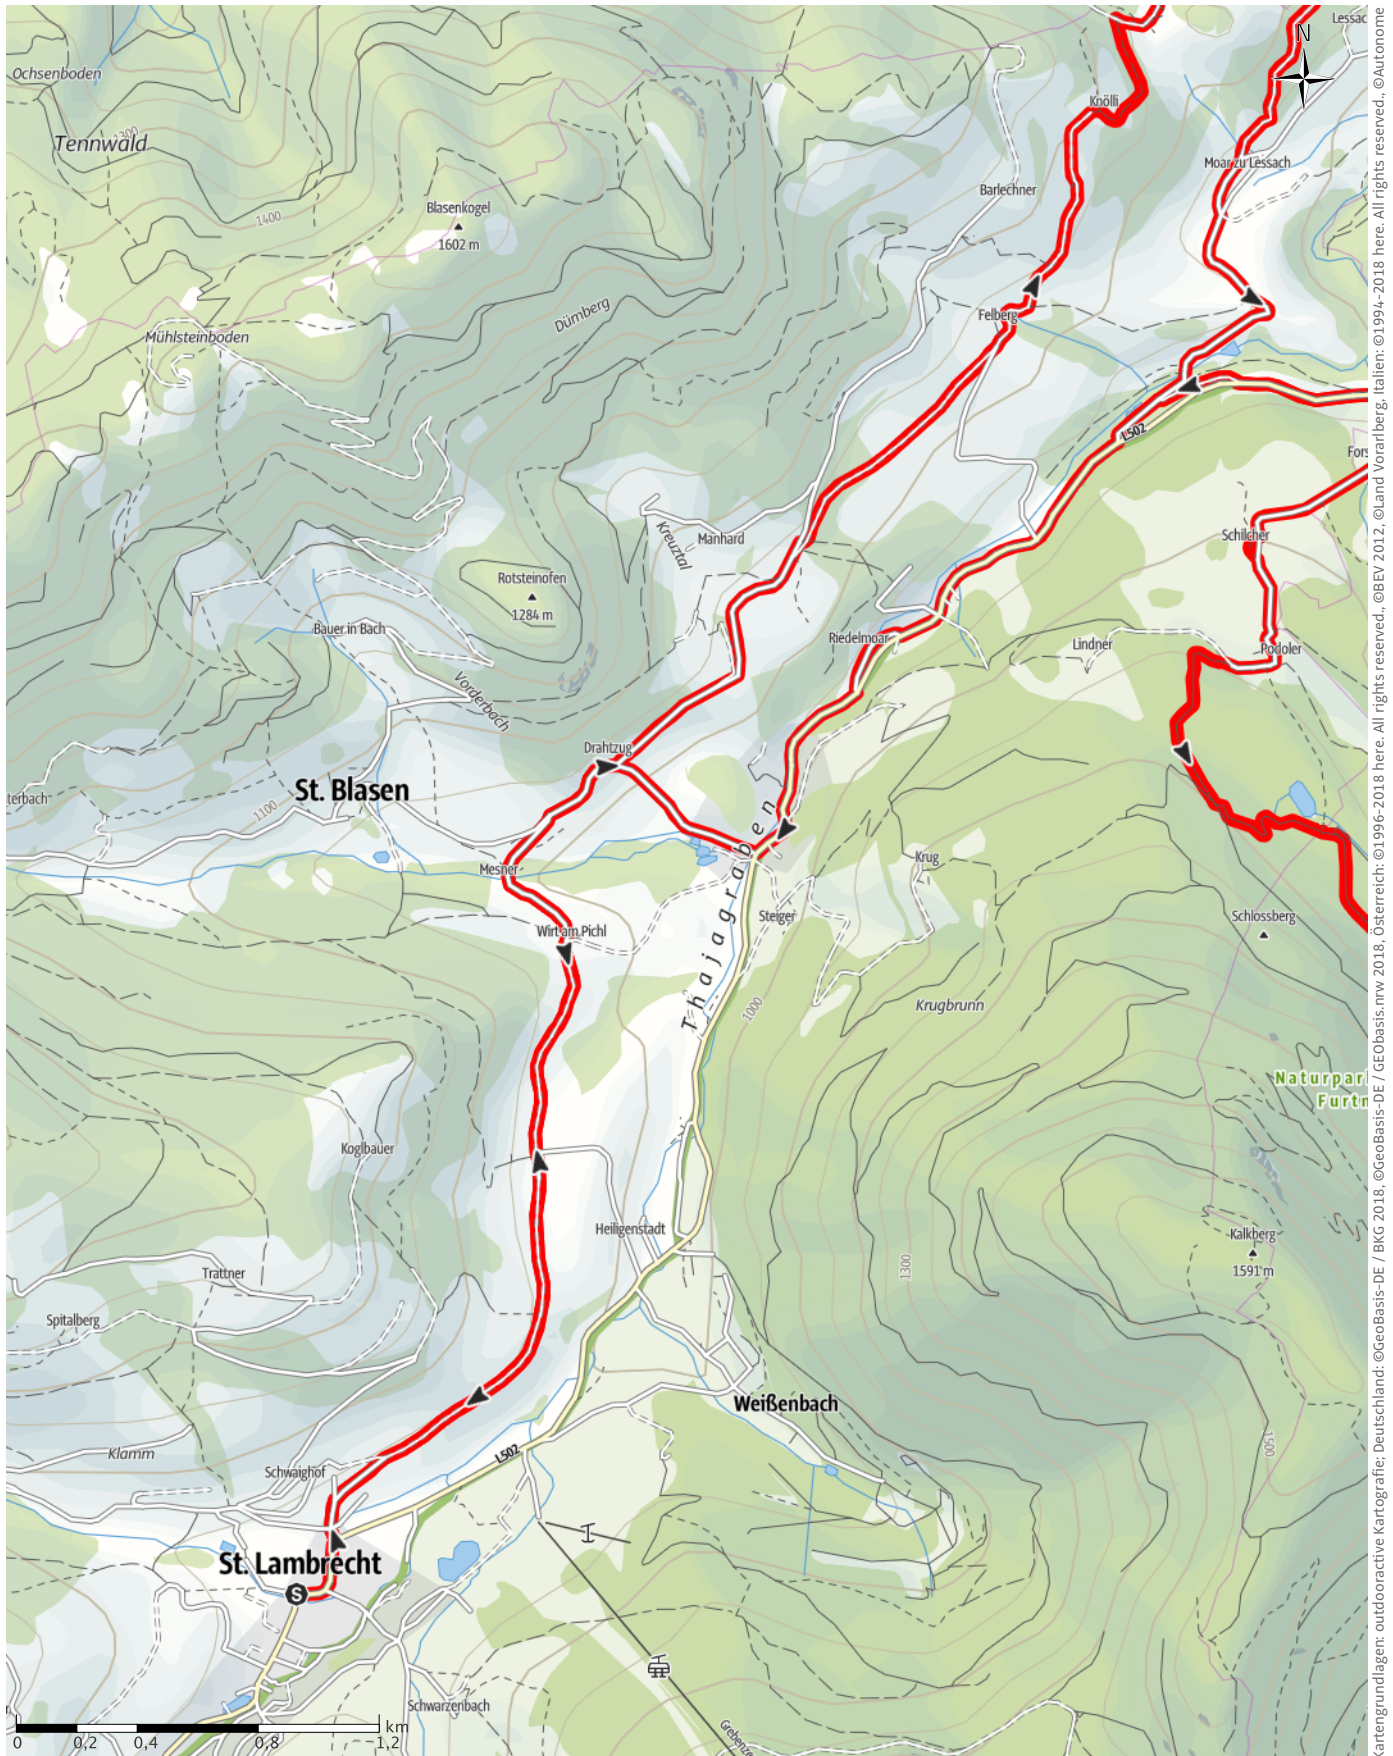 Lessac
N
Ochsenboden
Knölli
1300
Tennwald
Moar zu Lessach
Barlechner
Blasenkogel
1400
1602 m
Dürnberg
Felberg
Mühlsteinboden
L502
Fors
Schilcher
Kreuztal
Manhard
Rotsteinofen
1284 m
Bauer in Bach
Riedelmoar
Lindner
Podoler
Vorderbach
Drahtzug
St. Blasen
terbach
1100
Mesner
Krug
Thajagraben
Steiger
Schlossberg
Wirt am Pichl
1000
Krugbrunn
Naturpar
Furtn
Koglbauer
Heiligenstadt
Kalkberg
1591 m
1300
Trattner
Spitalberg
Weißenbach
1500
Klamm
L502
Schwaighof
St. Lambrecht
S
Schwarzenbach
Grebenze
km
0 0,2 0,4 0,8 1,2
artengrundlagen: outdooractive Kartografie; Deutschland: ©GeoBasis-DE / BKG 2018, ©GeoBasis-DE / GEObasis.nrw 2018, Österreich: ©1996-2018 here. All rights reserved., ©BEV 2012, ©Land Vorarlberg, Italien: ©1994-2018 here. All rights reserved., ©Autonome